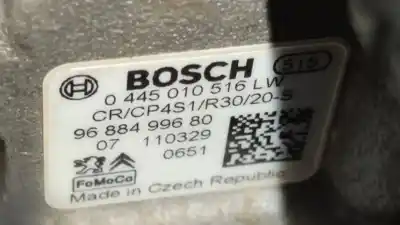 BOSCH 515
0 445 010 516 LW
CR/CP4S1/R30/20-S
96 884 996 80
07 110329
0651
FoMoCo
Made in Czech Republic